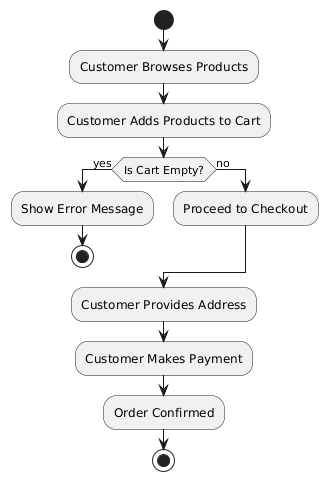 Customer Browses Products
Customer Adds Products to Cart
yes
Is Cart Empty?
no
Show Error Message
Proceed to Checkout
Customer Provides Address
Customer Makes Payment
Order Confirmed